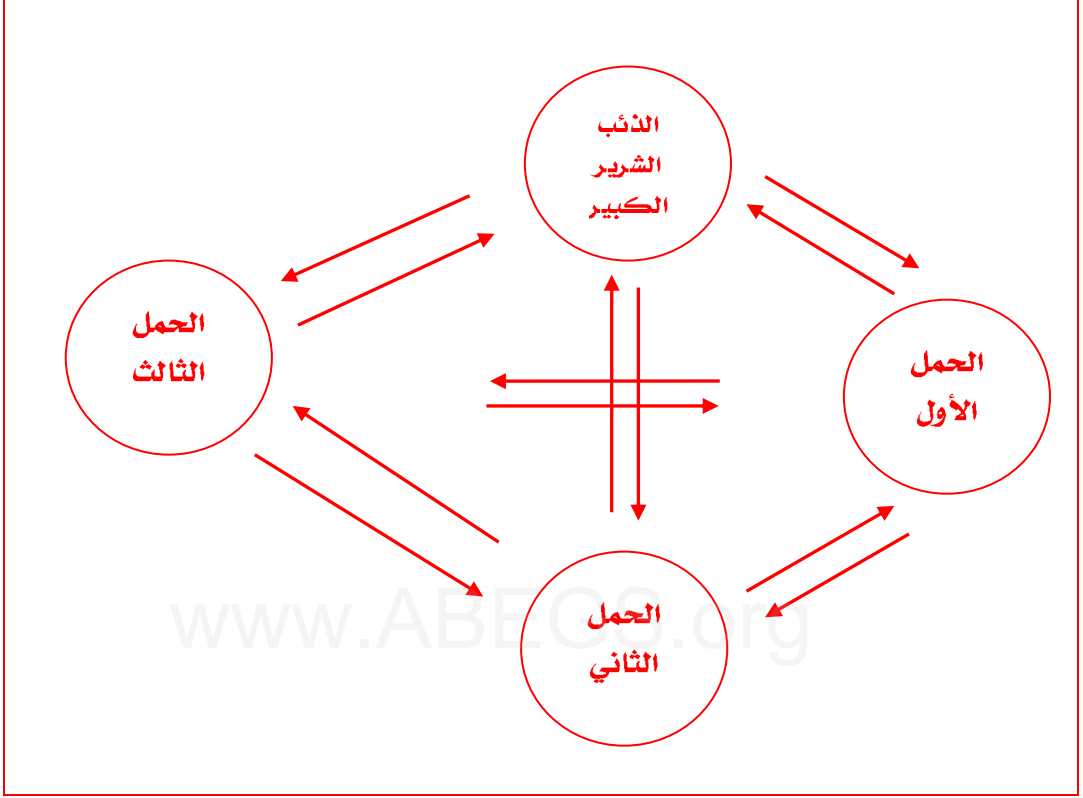 الذئب
الشرير
الكبير
الحمل
الأول
الحمل
الثالث
الحمل
الثاني
www.ABEGS.org